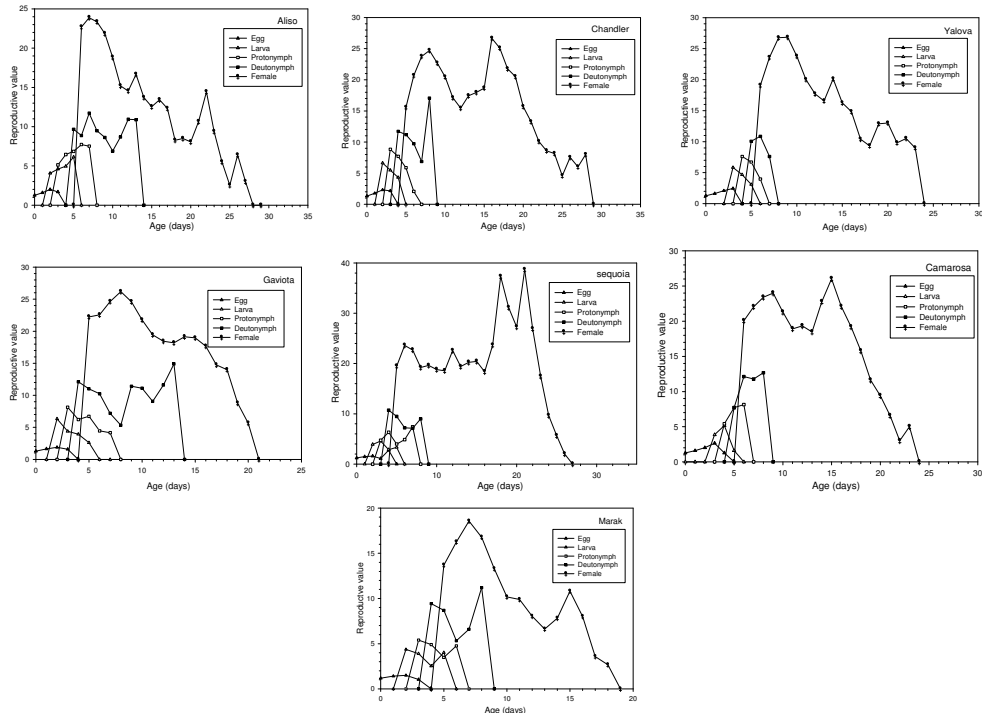 Aliso
Egg
Larva
Protonymph
Deutonymph
Female
Reproductive value
25
20
15
10
5
0
0 5 10 15 20 25 30 35
Age (days)
Chandler
Egg
Larva
Protonymph
Deutonymph
Female
Reproductive value
30
25
20
15
10
5
0
0 5 10 15 20 25 30 35
Age (days)
Yalova
Egg
Larva
Protonymph
Deutonymph
Female
Reproductive value
30
25
20
15
10
5
0
0 5 10 15 20 25 30
Age (days)
Gaviota
Egg
Larva
Protonymph
Deutonymph
Female
Reproductive value
30
25
20
15
10
5
0
0 5 10 15 20 25
Age (days)
sequoia
Egg
Larva
Protonymph
Deutonymph
Female
Reproductive value
40
30
20
10
0
0 10 20 30
Age (days)
Camarosa
Egg
Larva
Protonymph
Deutonymph
Female
Reproductive value
30
20
10
0
0 5 10 15 20 25 30
Age (days)
Marak
Egg
Larva
Protonymph
Deutonymph
Female
Reproductive value
20
15
10
5
0
0 5 10 15 20
Age (days)